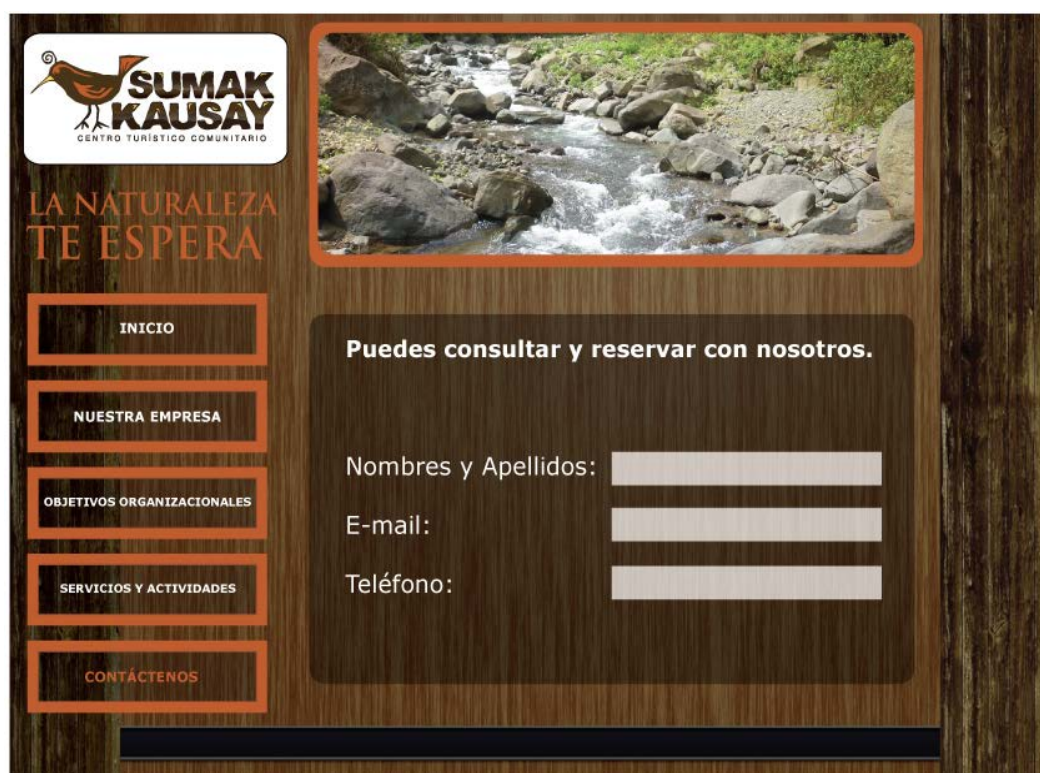 SUMAK
KAUSAY
CENTRO TURÍSTICO COMUNITARIO
LA NATURALEZA
TE ESPERA
INICIO
NUESTRA EMPRESA
OBJETIVOS ORGANIZACIONALES
SERVICIOS Y ACTIVIDADES
CONTÁCTENOS
Puedes consultar y reservar con nosotros.
Nombres y Apellidos:
E-mail:
Teléfono: